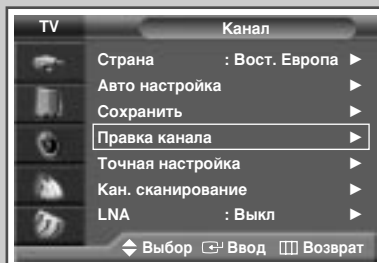 TV Канал
Страна : Вост. Европа ►
Авто настройка ►
Сохранить ►
Правка канала ►
Точная настройка ►
Кан. сканирование ►
LNA : Выкл ►
Выбор Ввод Возврат